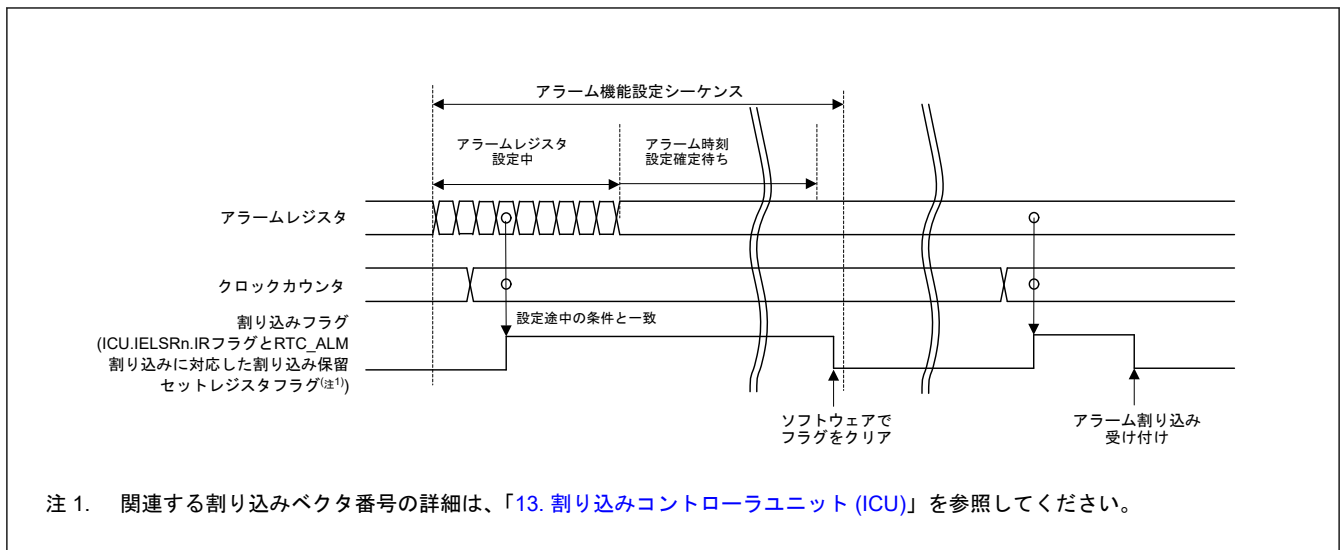 アラーム機能設定シーケンス
アラームレジスタ
設定中
アラーム時刻
設定確定待ち
アラームレジスタ
クロックカウンタ
割り込みフラグ
(ICU.IELSRn.IRフラグとRTC_ALM
割り込みに対応した割り込み保留
セットレジスタフラグ(注1))
設定途中の条件と一致
ソフトウェアで
フラグをクリア
アラーム割り込み
受け付け
注 1. 関連する割り込みベクタ番号の詳細は、「13. 割り込みコントローラユニット (ICU)」を参照してください。